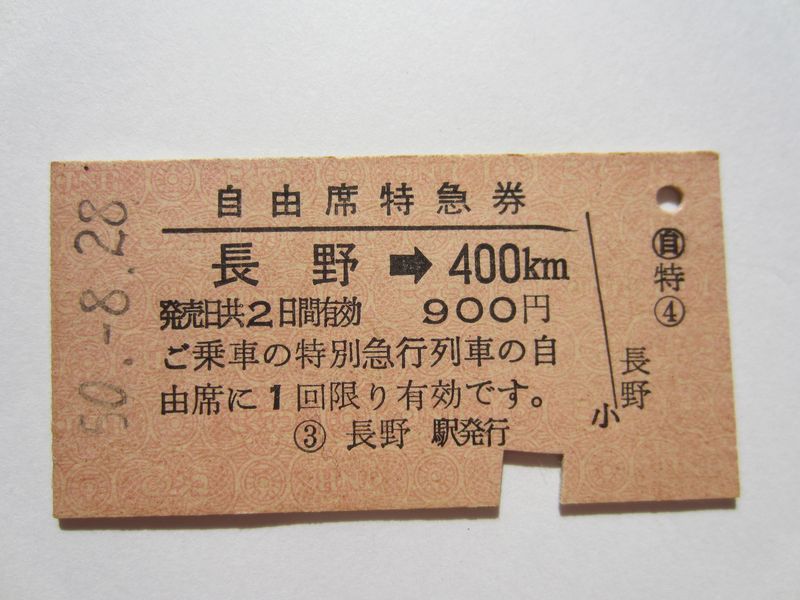 50.-8.28
自由席特急券
長野 ➡ 400km
発売日共2日間有効 900円
ご乗車の特別急行列車の自
由席に1回限り有効です。
③ 長野 駅発行
㊀自
特
④
長野
小